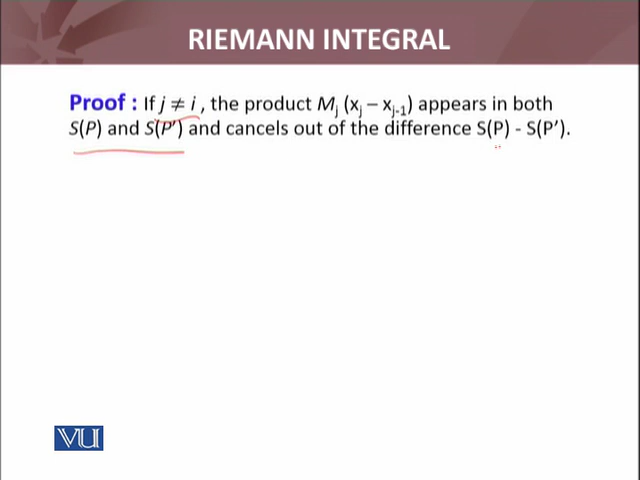 RIEMANN INTEGRAL
Proof : If j ≠ i , the product Mⱼ (xⱼ – xⱼ₋₁) appears in both
S(P) and S(P′) and cancels out of the difference S(P) - S(P′).
VU